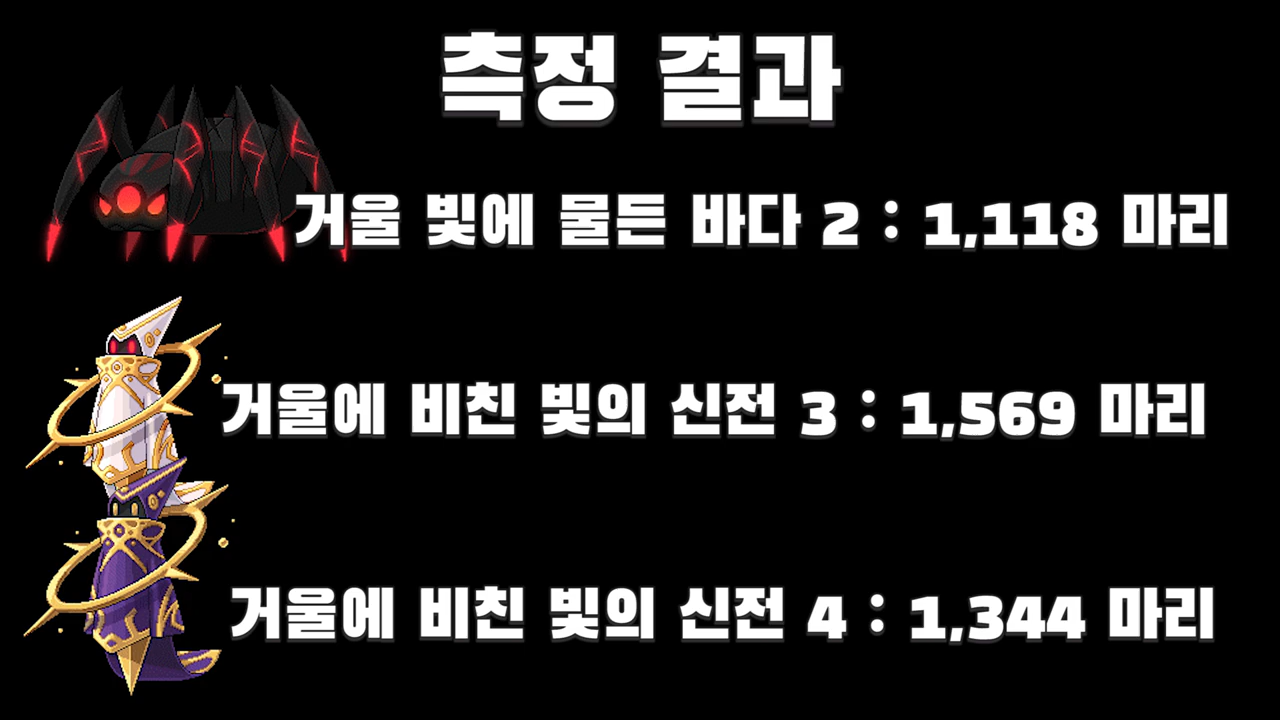 측정 결과
거울 빛에 물든 바다 2 : 1,118 마리
거울에 비친 빛의 신전 3 : 1,569 마리
거울에 비친 빛의 신전 4 : 1,344 마리